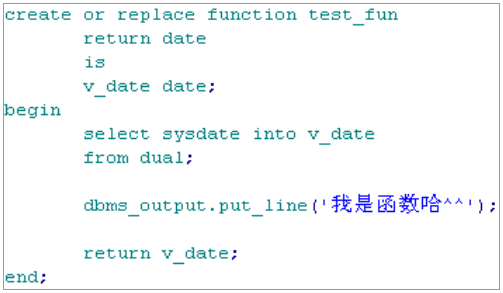 create or replace function test_fun
return date
is
v_date date;
begin
select sysdate into v_date
from dual;
dbms_output.put_line('我是函数哈^^');
return v_date;
end;